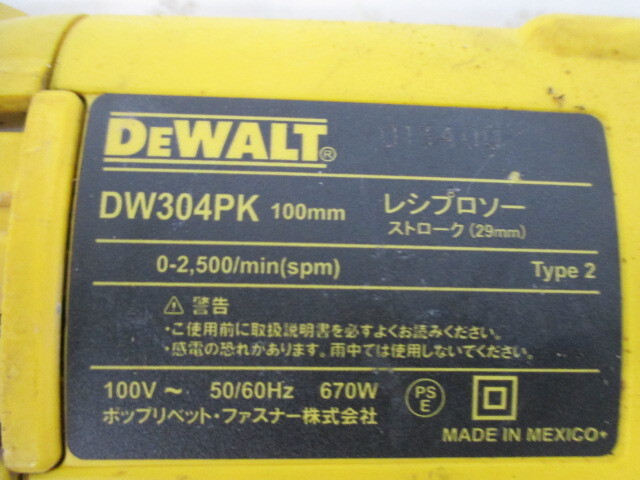 DEWALT®
DW304PK 100mm レシプロソー
ストローク(29mm)
0-2,500/min(spm) Type 2
警告
・ご使用前に取扱説明書を必すよくお読みください。
・感電の恐れがあります。雨中では使用しないてください。
100V ~ 50/60Hz 670W
PS
E
ポップリベット・ファスナー株式会社
MADE IN MEXICO